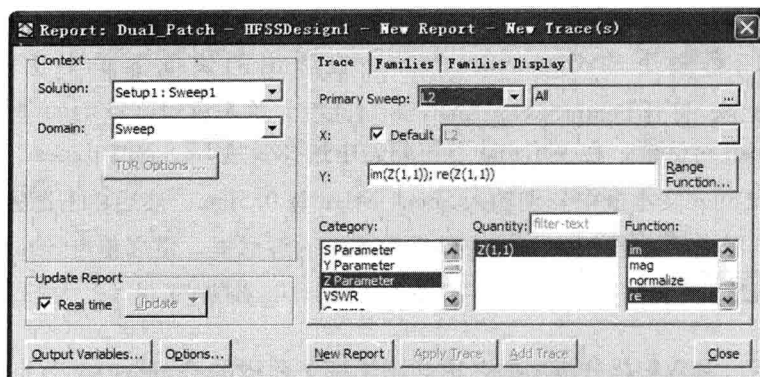 Report: Dual_Patch - HFSSDesign1 - New Report - New Trace(s)
Context
Solution: Setup1 : Sweep1
Domain: Sweep
TDR Options ...
Update Report
Real time Update
Output Variables... Options...
Trace Families Families Display
Primary Sweep: L2 All ...
X: Default L2 ...
Y: im(Z(1,1)); re(Z(1,1)) Range Function...
Category: Quantity: filter-text Function:
S Parameter Z(1,1) im
Y Parameter mag
Z Parameter normalize
VSWR re
New Report Apply Trace Add Trace Close